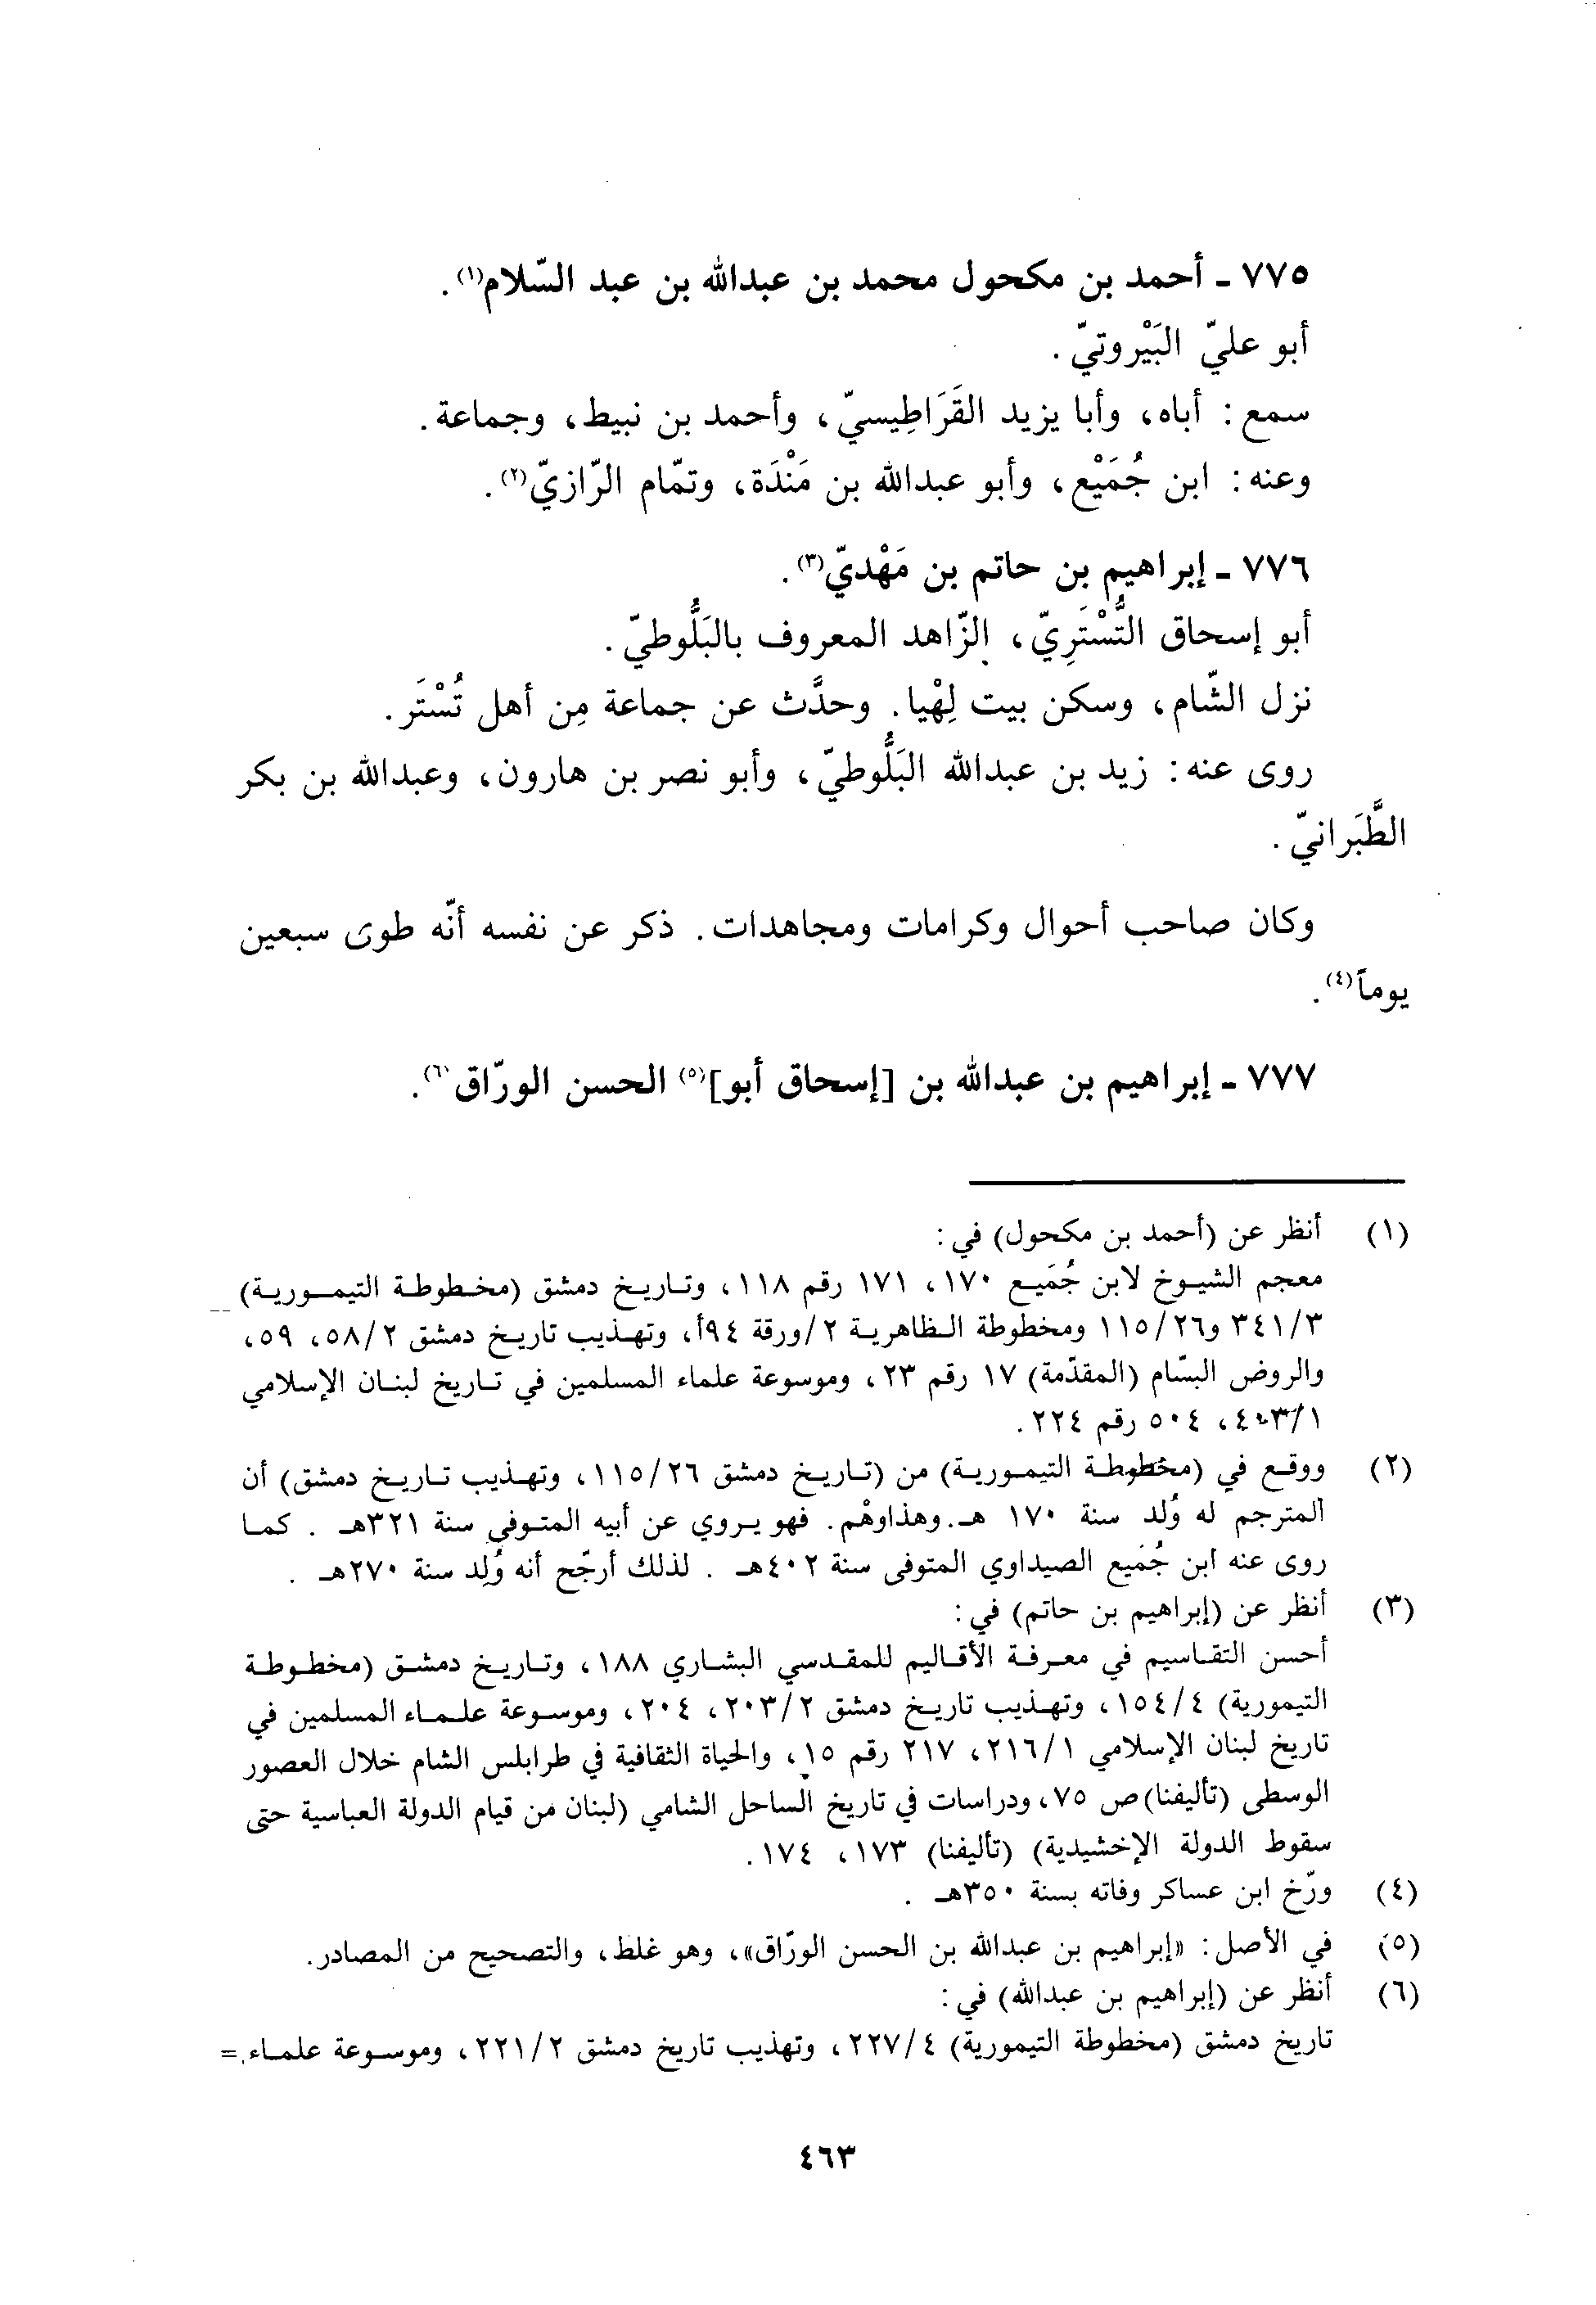 ٧٧٥ - أحمد بن مكحول محمد بن عبدالله بن عبد السّلام(١).
أبو عليّ البَيْروتيّ.
سمع: أباه، وأبا يزيد القَرَاطِيسيّ، وأحمد بن نبيط، وجماعة.
وعنه: ابن جُمَيْع، وأبو عبدالله بن مَنْدَة، وتمّام الرّازيّ(٢).
٧٧٦ - إبراهيم بن حاتم بن مَهْديّ(٣).
أبو إسحاق التُّسْتَرِيّ، الزّاهد المعروف بالبَلُّوطيّ.
نزل الشّام، وسكن بيت لِهْيا. وحدَّث عن جماعة مِن أهل تُسْتَر.
روى عنه: زيد بن عبدالله البَلُّوطيّ، وأبو نصر بن هارون، وعبدالله بن بكر
الطَّبَرانيّ.
وكان صاحب أحوال وكرامات ومجاهدات. ذكر عن نفسه أنّه طوى سبعين
يوماً(٤).
٧٧٧ - إبراهيم بن عبدالله بن [إسحاق أبو](٥) الحسن الورّاق(٦).
(١) أنظر عن (أحمد بن مكحول) في:
معجم الشيوخ لابن جُمَيع ١٧٠، ١٧١ رقم ١١٨، وتاريخ دمشق (مخطوطة التيمورية)
٣٤١/٣ و١١٥/٢٦ ومخطوطة الظاهرية ٢/ورقة ٩٤أ، وتهذيب تاريخ دمشق ٥٨/٢، ٥٩،
والروض البسّام (المقدّمة) ١٧ رقم ٢٣، وموسوعة علماء المسلمين في تاريخ لبنان الإسلامي
٤٠٣/١، ٥٠٤ رقم ٢٢٤.
(٢) ووقع في (مخطوطة التيمورية) من (تاريخ دمشق ١١٥/٢٦، وتهذيب تاريخ دمشق) أن
المترجم له وُلد سنة ١٧٠ هـ.وهذاوهْم. فهو يروي عن أبيه المتوفى سنة ٣٢١هـ. كما
روى عنه ابن جُمَيع الصيداوي المتوفى سنة ٤٠٢هـ. لذلك أرجّح أنه وُلِد سنة ٢٧٠هـ.
(٣) أنظر عن (إبراهيم بن حاتم) في:
أحسن التقاسيم في معرفة الأقاليم للمقدسي البشاري ١٨٨، وتاريخ دمشق (مخطوطة
التيمورية) ١٥٤/٤، وتهذيب تاريخ دمشق ٢٠٣/٢، ٢٠٤، وموسوعة علماء المسلمين في
تاريخ لبنان الإسلامي ٢١٦/١، ٢١٧ رقم ١٥، والحياة الثقافية في طرابلس الشام خلال العصور
الوسطى (تأليفنا) ص ٧٥، ودراسات في تاريخ الساحل الشامي (لبنان من قيام الدولة العباسية حتى
سقوط الدولة الإخشيدية) (تأليفنا) ١٧٣، ١٧٤.
(٤) ورّخ ابن عساكر وفاته بسنة ٣٥٠هـ.
(٥) في الأصل: «إبراهيم بن عبدالله بن الحسن الورّاق»، وهو غلط، والتصحيح من المصادر.
(٦) أنظر عن (إبراهيم بن عبدالله) في:
تاريخ دمشق (مخطوطة التيمورية) ٢٢٧/٤، وتهذيب تاريخ دمشق ٢٢١/٢، وموسوعة علماء =
٤٦٣